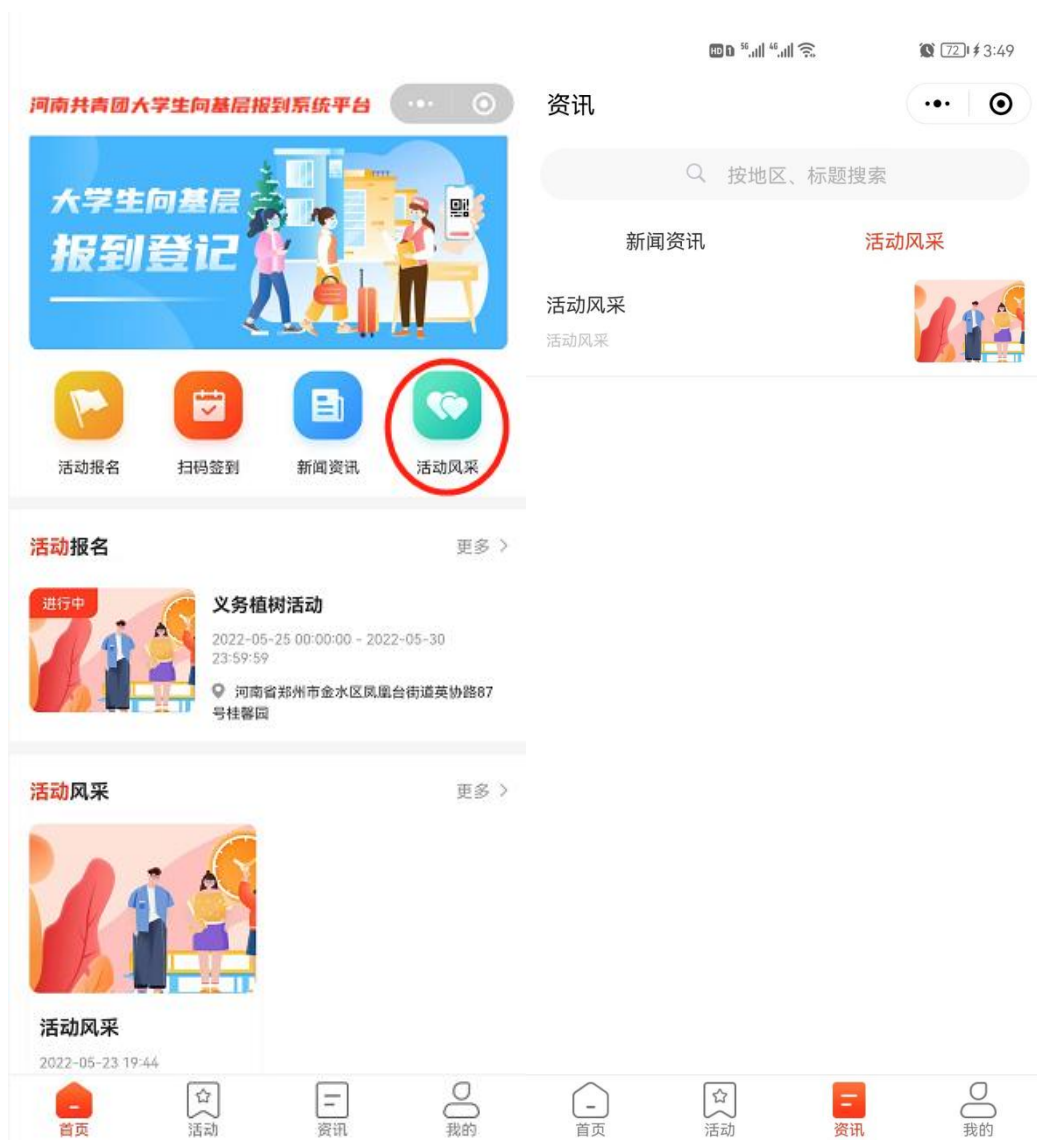 河南共青团大学生向基层报到系统平台
大学生向基层
报到登记
活动报名
扫码签到
新闻资讯
活动风采
活动报名
更多
进行中
义务植树活动
2022-05-25 00:00:00 - 2022-05-30
23:59:59
河南省郑州市金水区凤凰台街道英协路87
号桂馨园
活动风采
更多
活动风采
2022-05-23 19:44
首页
活动
资讯
我的
HD 1 5G 4G 72 3:49
资讯
按地区、标题搜索
新闻资讯
活动风采
活动风采
活动风采
首页
活动
资讯
我的